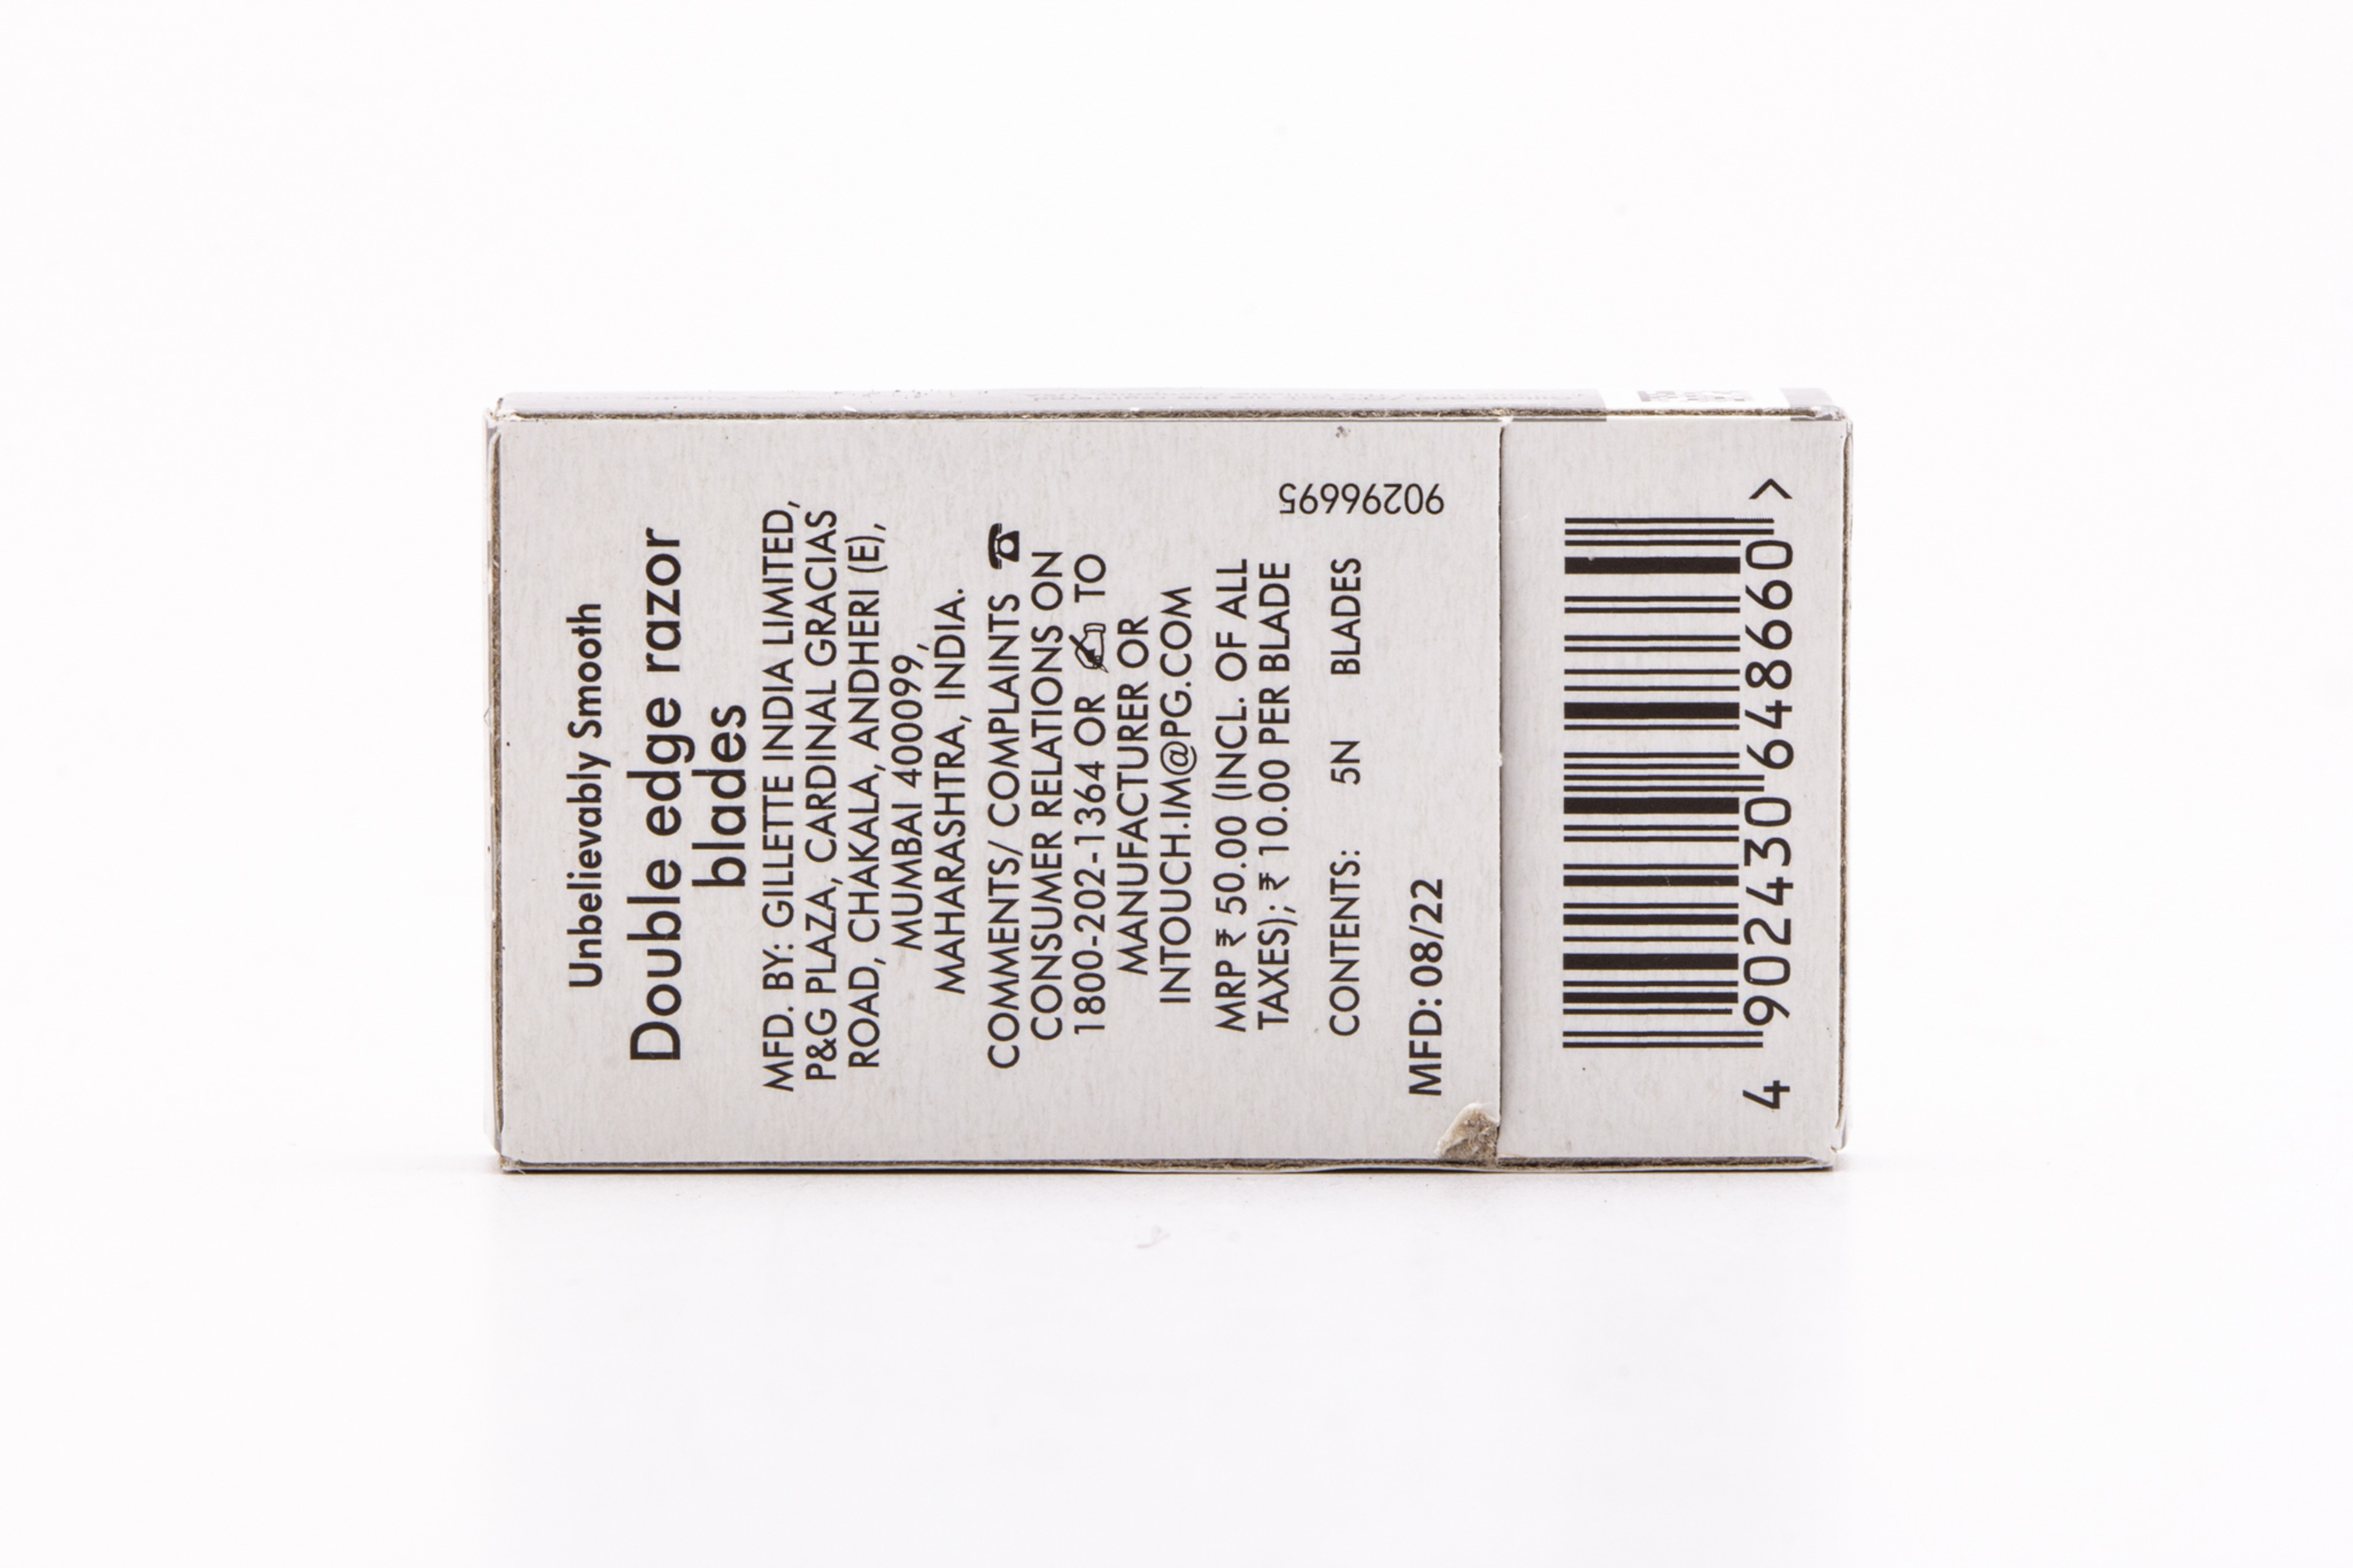 Unbelievably Smooth
Double edge razor
blades
MFD. BY: GILLETTE INDIA LIMITED,
P&G PLAZA, CARDINAL GRACIAS
ROAD, CHAKALA, ANDHERI (E),
MUMBAI 400099,
MAHARASHTRA, INDIA.
COMMENTS/ COMPLAINTS ☎
CONSUMER RELATIONS ON
1800-202-1364 OR ✍ TO
MANUFACTURER OR
INTOUCH.IM@PG.COM
MRP ₹ 50.00 (INCL. OF ALL
TAXES); ₹ 10.00 PER BLADE
CONTENTS: 5N BLADES
MFD: 08/22
90296695
4 902430 648660 >